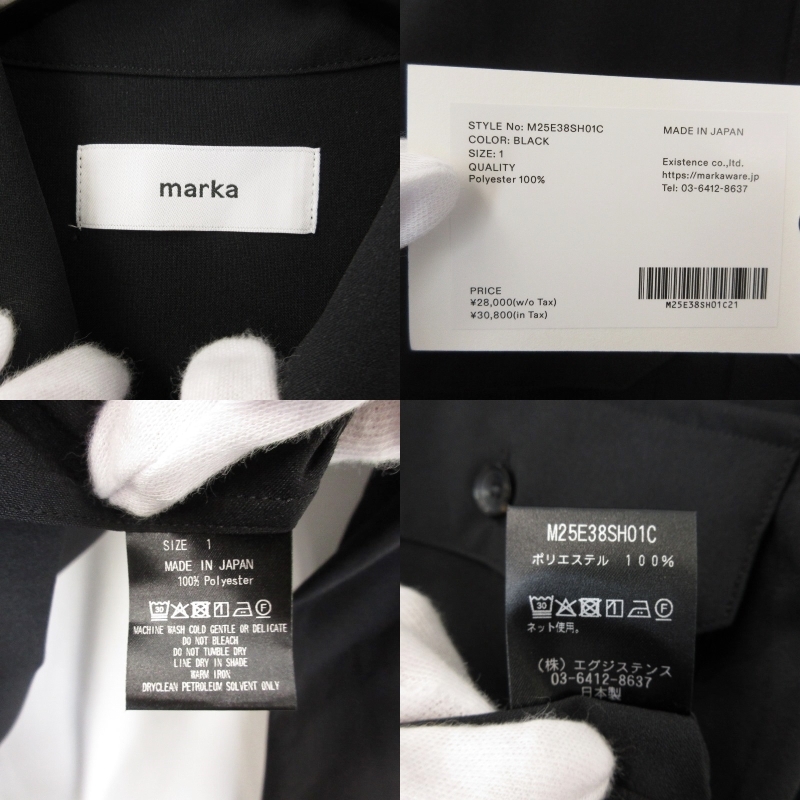 marka
STYLE No: M25E38SH01C
COLOR: BLACK
SIZE: 1
QUALITY
Polyester 100%
MADE IN JAPAN
Existence co.,ltd.
https://markaware.jp
Tel: 03-6412-8637
PRICE
¥28,000(w/o Tax)
¥30,800(in Tax)
M25E38SH01C21
SIZE 1
MADE IN JAPAN
100% Polyester
30
F
MACHINE WASH COLD GENTLE OR DELICATE
DO NOT BLEACH
DO NOT TUMBLE DRY
LINE DRY IN SHADE
WARM IRON
DRYCLEAN PETROLEUM SOLVENT ONLY
M25E38SH01C
ポリエステル 100%
30
F
ネット使用。
(株)エグジステンス
03-6412-8637
日本製